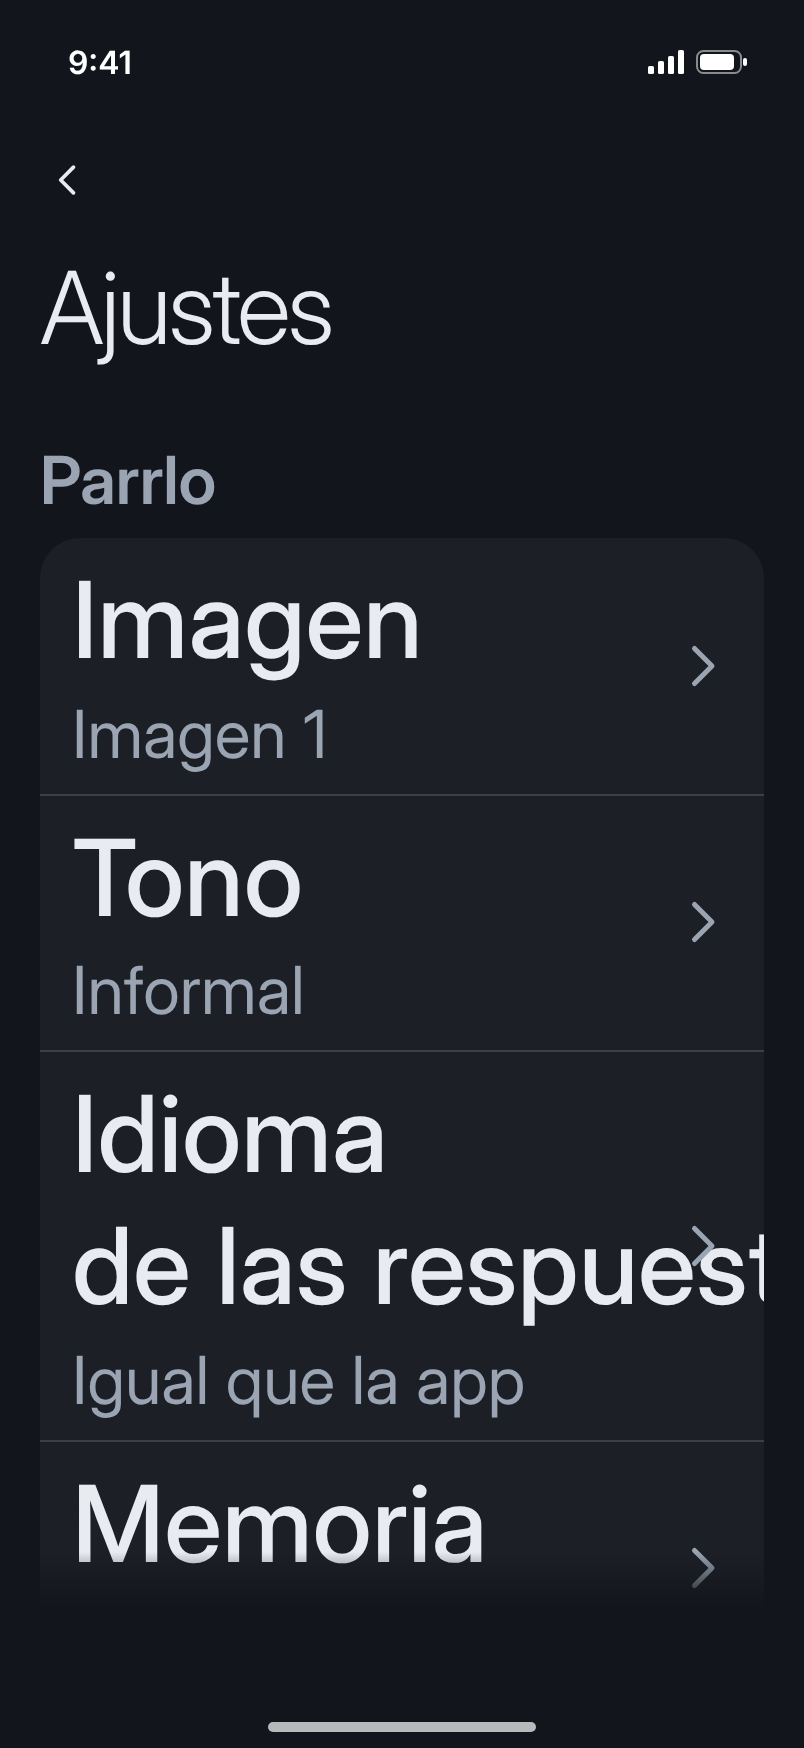 9:41
Ajustes
Parrlo
Imagen
Imagen 1
Tono
Informal
Idioma
de las respuest
Igual que la app
Memoria